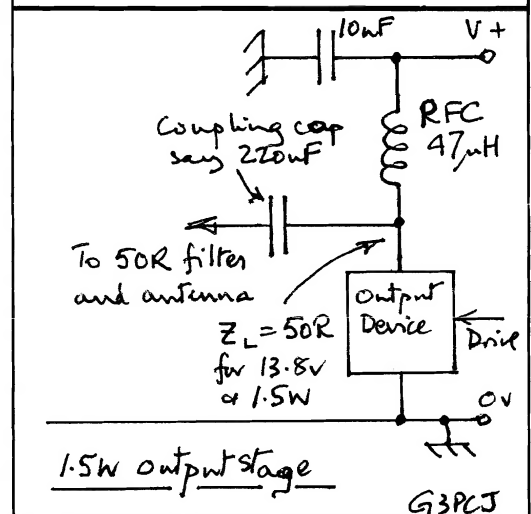 10nF
V+
RFC
47µH
Coupling cap
say 220nF
To 50R filter
and antenna
Output
Device
Drive
ZL = 50R
for 13.8v
& 1.5W
0v
1.5W output stage
G3PCJ